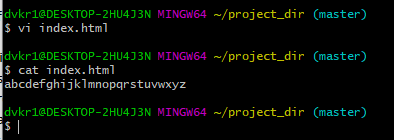 dvkr1@DESKTOP-2HU4J3N MINGW64 ~/project_dir (master)
$ vi index.html
dvkr1@DESKTOP-2HU4J3N MINGW64 ~/project_dir (master)
$ cat index.html
abcdefghijklmnopqrstuvwxyz
dvkr1@DESKTOP-2HU4J3N MINGW64 ~/project_dir (master)
$